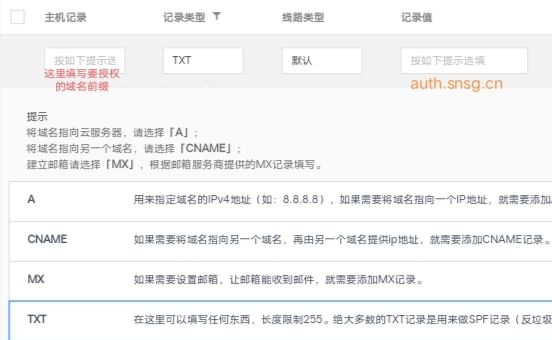 主机记录 记录类型 线路类型 记录值
按如下提示选 TXT 默认 按如下提示选填
这里填写要授权
的域名前缀
auth.snsg.cn
提示
将域名指向云服务器，请选择「A」；
将域名指向另一个域名，请选择「CNAME」；
建立邮箱请选择「MX」，根据邮箱服务商提供的MX记录填写。
A 用来指定域名的IPv4地址（如：8.8.8.8），如果需要将域名指向一个IP地址，就需要添加
CNAME 如果需要将域名指向另一个域名，再由另一个域名提供ip地址，就需要添加CNAME记录。
MX 如果需要设置邮箱，让邮箱能收到邮件，就需要添加MX记录。
TXT 在这里可以填写任何东西，长度限制255。绝大多数的TXT记录是用来做SPF记录（反垃圾